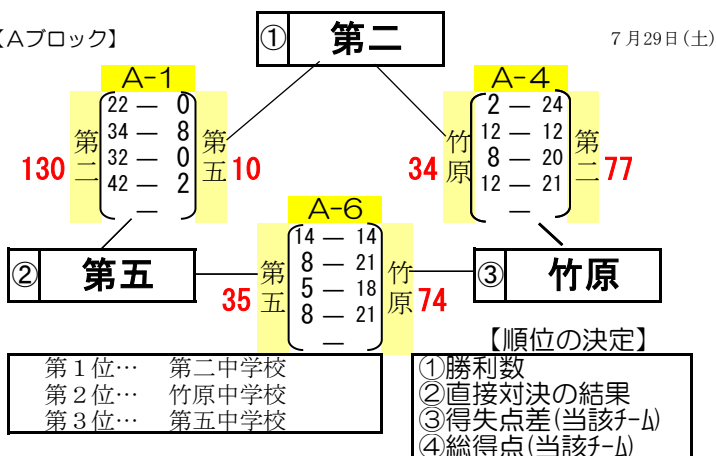 【Aブロック】
① 第二
7月29日(土)
A-1
第二 130
22 ― 0
34 ― 8
32 ― 0
42 ― 2
―
第五 10
A-4
竹原 34
2 ― 24
12 ― 12
8 ― 20
12 ― 21
―
第二 77
A-6
第五 35
14 ― 14
8 ― 21
5 ― 18
8 ― 21
―
竹原 74
② 第五
③ 竹原
第1位… 第二中学校
第2位… 竹原中学校
第3位… 第五中学校
【順位の決定】
①勝利数
②直接対決の結果
③得失点差(当該ﾁｰﾑ)
④総得点(当該ﾁｰﾑ)